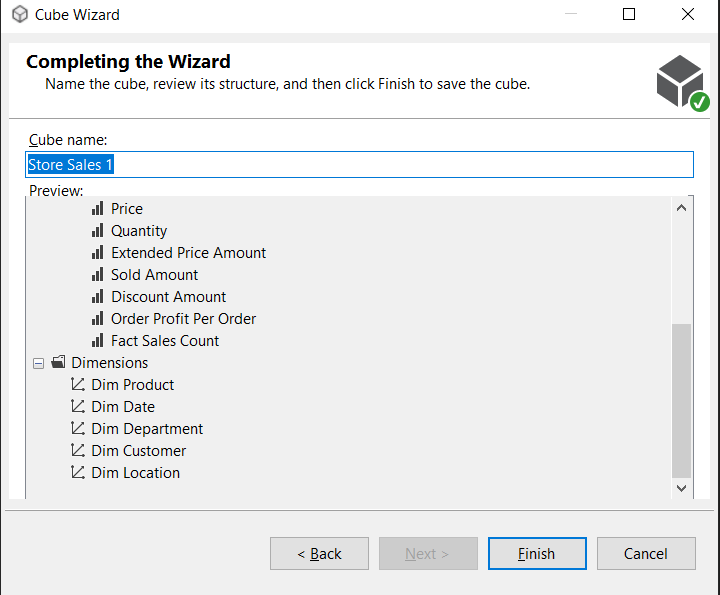 Cube Wizard
Completing the Wizard
Name the cube, review its structure, and then click Finish to save the cube.
Cube name:
Store Sales 1
Preview:
Price
Quantity
Extended Price Amount
Sold Amount
Discount Amount
Order Profit Per Order
Fact Sales Count
Dimensions
Dim Product
Dim Date
Dim Department
Dim Customer
Dim Location
< Back Next > Finish Cancel